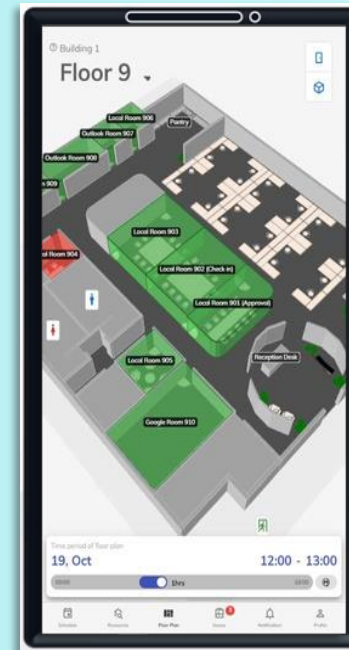 Building 1
Floor 9
Local Room 906
Outlook Room 907
Pantry
Outlook Room 908
909
Local Room 903
Room 904
Local Room 902 (Check in)
Local Room 901 (Approval)
Local Room 905
Reception Desk
Google Room 910
Time period of floor plan
19, Oct
12:00 - 13:00
1hrs
Schedule
Resources
Floor Plan
Notification
Profile